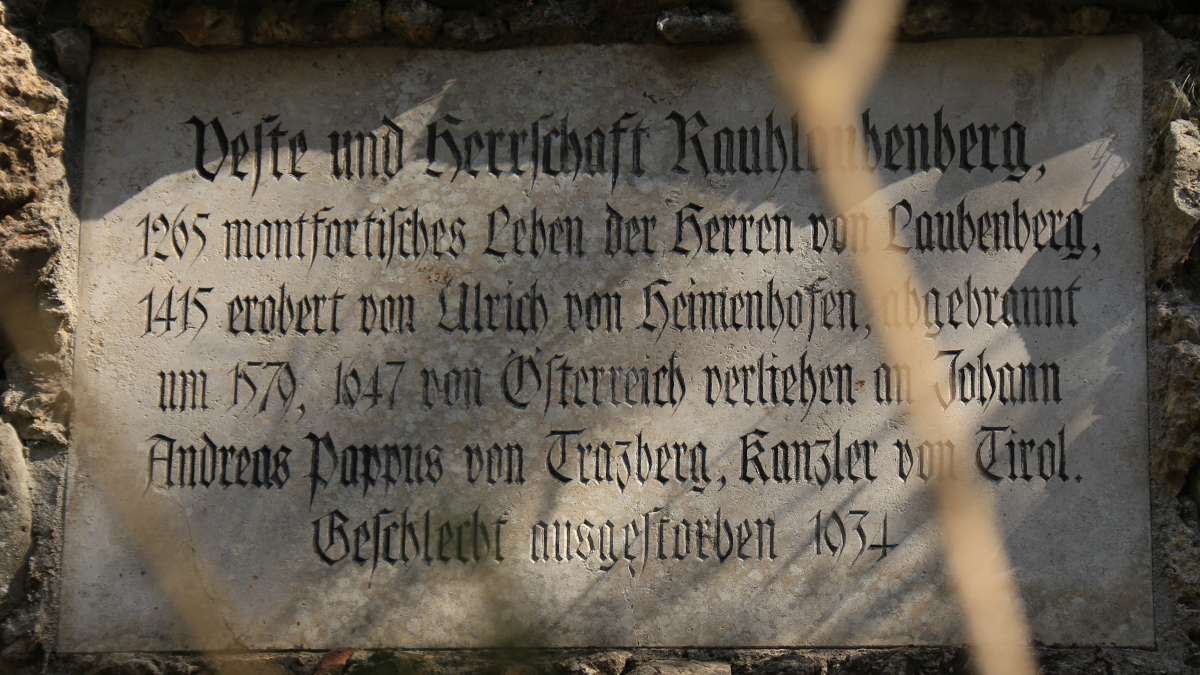 Veste und Herrschaft Rauhlaubenberg,
1265 montfortisches Lehen der Herren von Laubenberg,
1415 erobert von Ulrich von Heimenhofen, abgebrannt
um 1579, 1647 von Österreich verliehen an Johann
Andreas Pappus von Trazberg, Kanzler von Tirol.
Geschlecht ausgestorben 1934